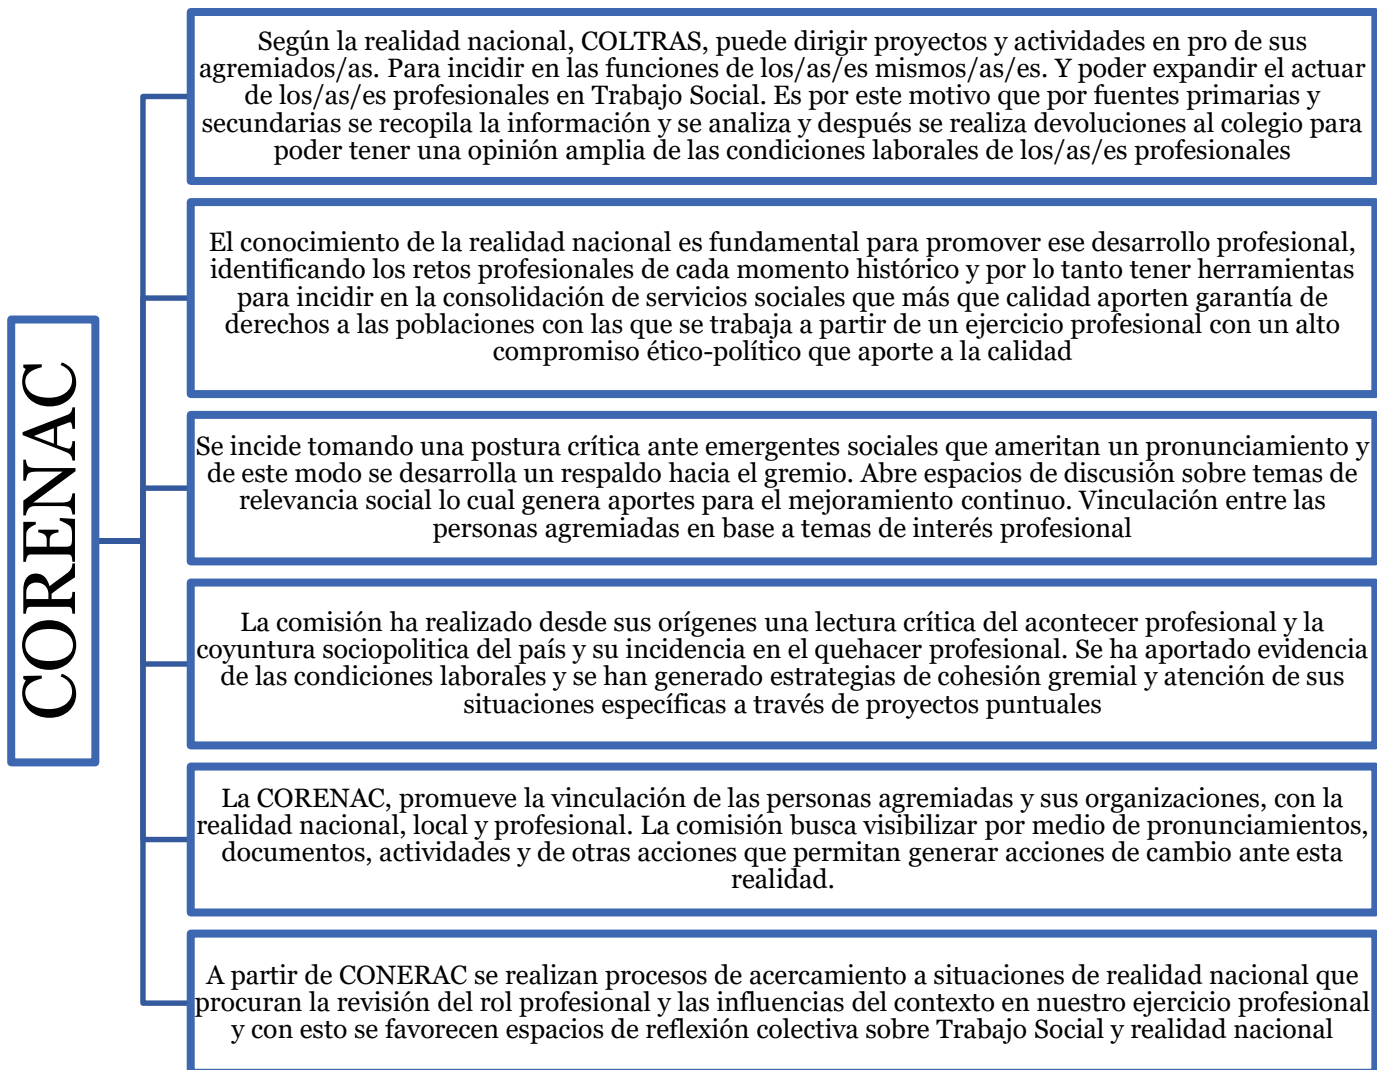 CORENAC
Según la realidad nacional, COLTRAS, puede dirigir proyectos y actividades en pro de sus
agremiados/as. Para incidir en las funciones de los/as/es mismos/as/es. Y poder expandir el actuar
de los/as/es profesionales en Trabajo Social. Es por este motivo que por fuentes primarias y
secundarias se recopila la información y se analiza y después se realiza devoluciones al colegio para
poder tener una opinión amplia de las condiciones laborales de los/as/es profesionales
El conocimiento de la realidad nacional es fundamental para promover ese desarrollo profesional,
identificando los retos profesionales de cada momento histórico y por lo tanto tener herramientas
para incidir en la consolidación de servicios sociales que más que calidad aporten garantía de
derechos a las poblaciones con las que se trabaja a partir de un ejercicio profesional con un alto
compromiso ético-político que aporte a la calidad
Se incide tomando una postura crítica ante emergentes sociales que ameritan un pronunciamiento y
de este modo se desarrolla un respaldo hacia el gremio. Abre espacios de discusión sobre temas de
relevancia social lo cual genera aportes para el mejoramiento continuo. Vinculación entre las
personas agremiadas en base a temas de interés profesional
La comisión ha realizado desde sus orígenes una lectura crítica del acontecer profesional y la
coyuntura sociopolitica del país y su incidencia en el quehacer profesional. Se ha aportado evidencia
de las condiciones laborales y se han generado estrategias de cohesión gremial y atención de sus
situaciones específicas a través de proyectos puntuales
La CORENAC, promueve la vinculación de las personas agremiadas y sus organizaciones, con la
realidad nacional, local y profesional. La comisión busca visibilizar por medio de pronunciamientos,
documentos, actividades y de otras acciones que permitan generar acciones de cambio ante esta
realidad.
A partir de CONERAC se realizan procesos de acercamiento a situaciones de realidad nacional que
procuran la revisión del rol profesional y las influencias del contexto en nuestro ejercicio profesional
y con esto se favorecen espacios de reflexión colectiva sobre Trabajo Social y realidad nacional